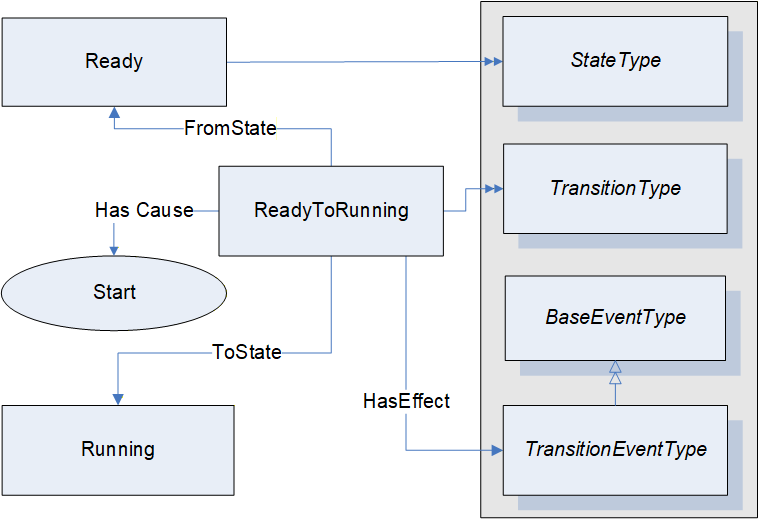 Ready
StateType
FromState
TransitionType
ReadyToRunning
Has Cause
Start
BaseEventType
ToState
HasEffect
Running
TransitionEventType